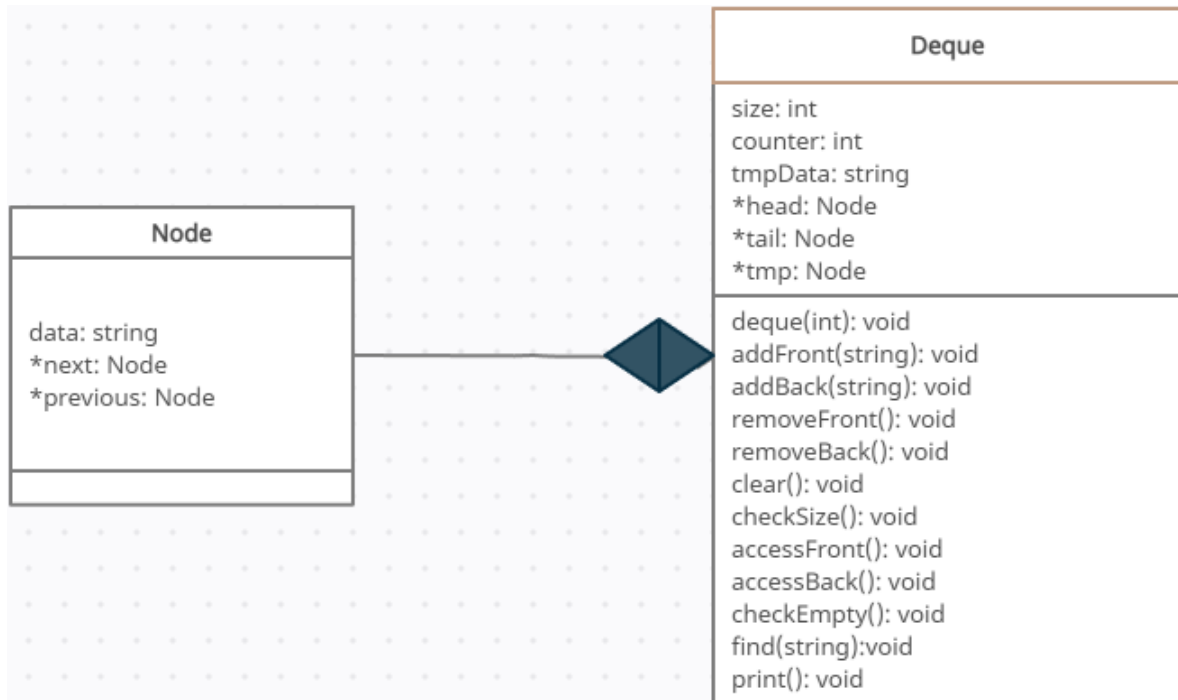 Node
data: string
*next: Node
*previous: Node
Deque
size: int
counter: int
tmpData: string
*head: Node
*tail: Node
*tmp: Node
deque(int): void
addFront(string): void
addBack(string): void
removeFront(): void
removeBack(): void
clear(): void
checkSize(): void
accessFront(): void
accessBack(): void
checkEmpty(): void
find(string):void
print(): void